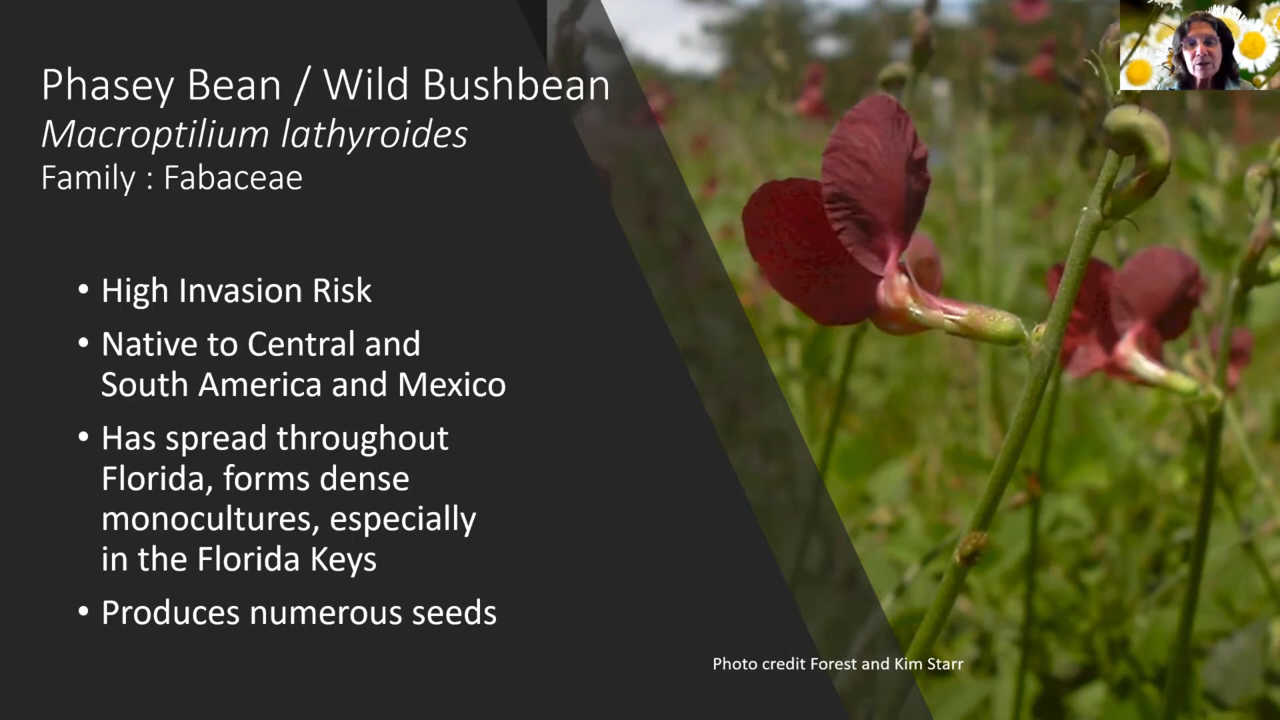 Phasey Bean / Wild Bushbean
Macroptilium lathyroides
Family : Fabaceae
• High Invasion Risk
• Native to Central and
South America and Mexico
• Has spread throughout
Florida, forms dense
monocultures, especially
in the Florida Keys
• Produces numerous seeds
Photo credit Forest and Kim Starr